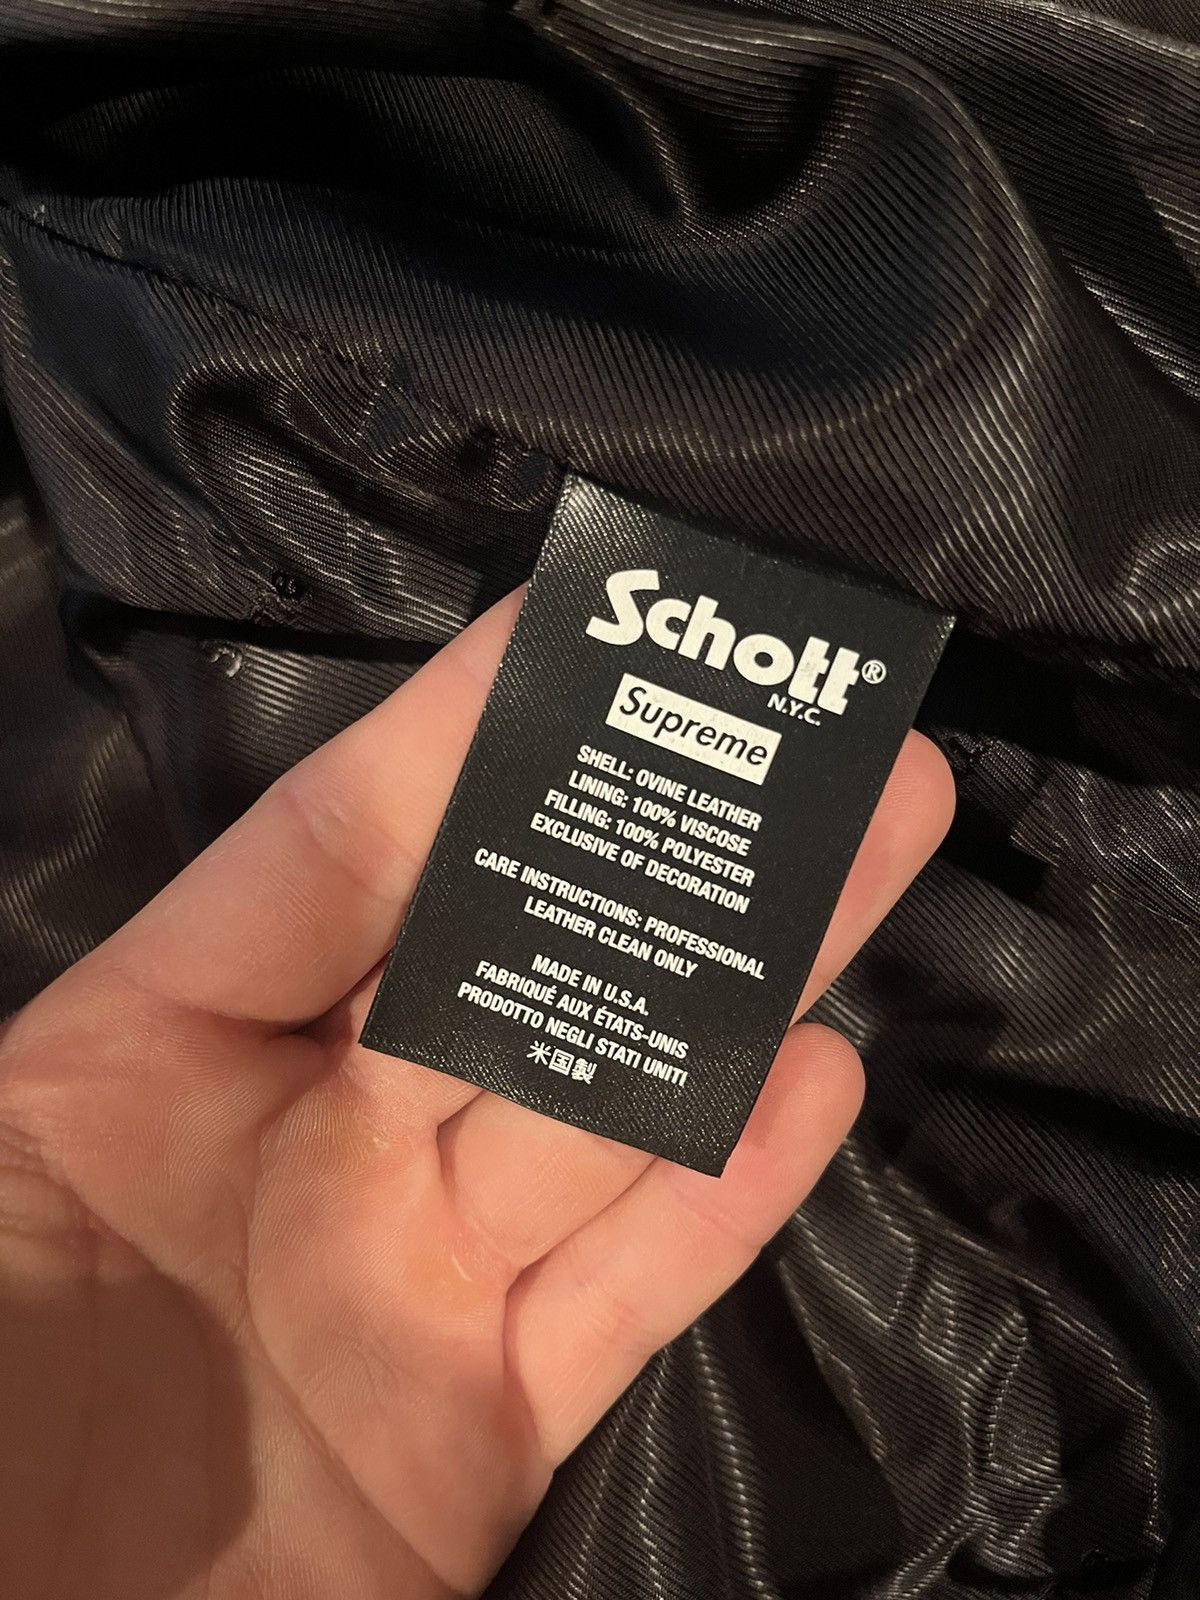 Schott®
N.Y.C.
Supreme
SHELL: OVINE LEATHER
LINING: 100% VISCOSE
FILLING: 100% POLYESTER
EXCLUSIVE OF DECORATION
CARE INSTRUCTIONS: PROFESSIONAL
LEATHER CLEAN ONLY
MADE IN U.S.A.
FABRIQUÉ AUX ÉTATS-UNIS
PRODOTTO NEGLI STATI UNITI
米国製